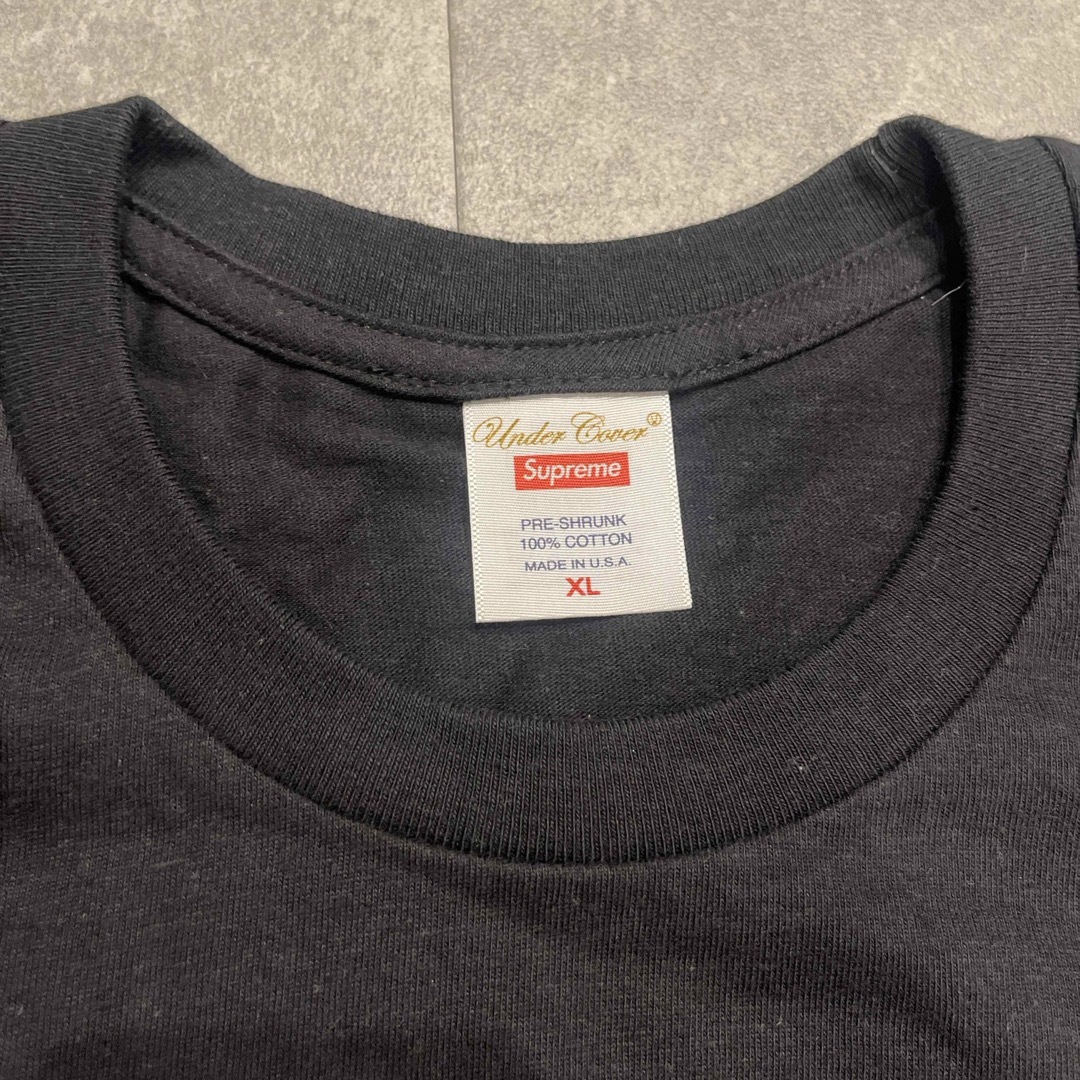 Under Cover
Supreme
PRE-SHRUNK
100% COTTON
MADE IN U.S.A.
XL